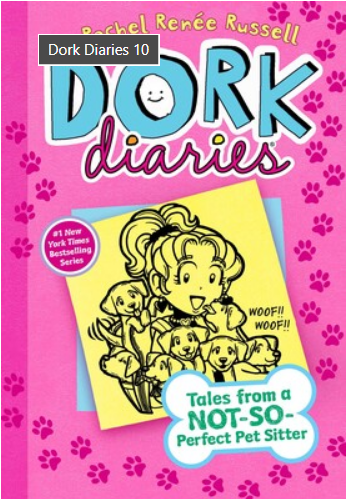 Rachel Renée Russell
Dork Diaries 10
DORK
diaries
#1 New
York Times
Bestselling
Series
WOOF!!
WOOF!!
Tales from a
NOT-SO-
Perfect Pet Sitter